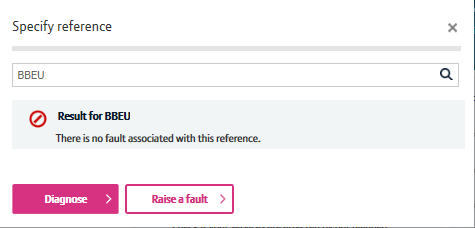 Specify reference
BBEU
Result for BBEU
There is no fault associated with this reference.
Diagnose
Raise a fault